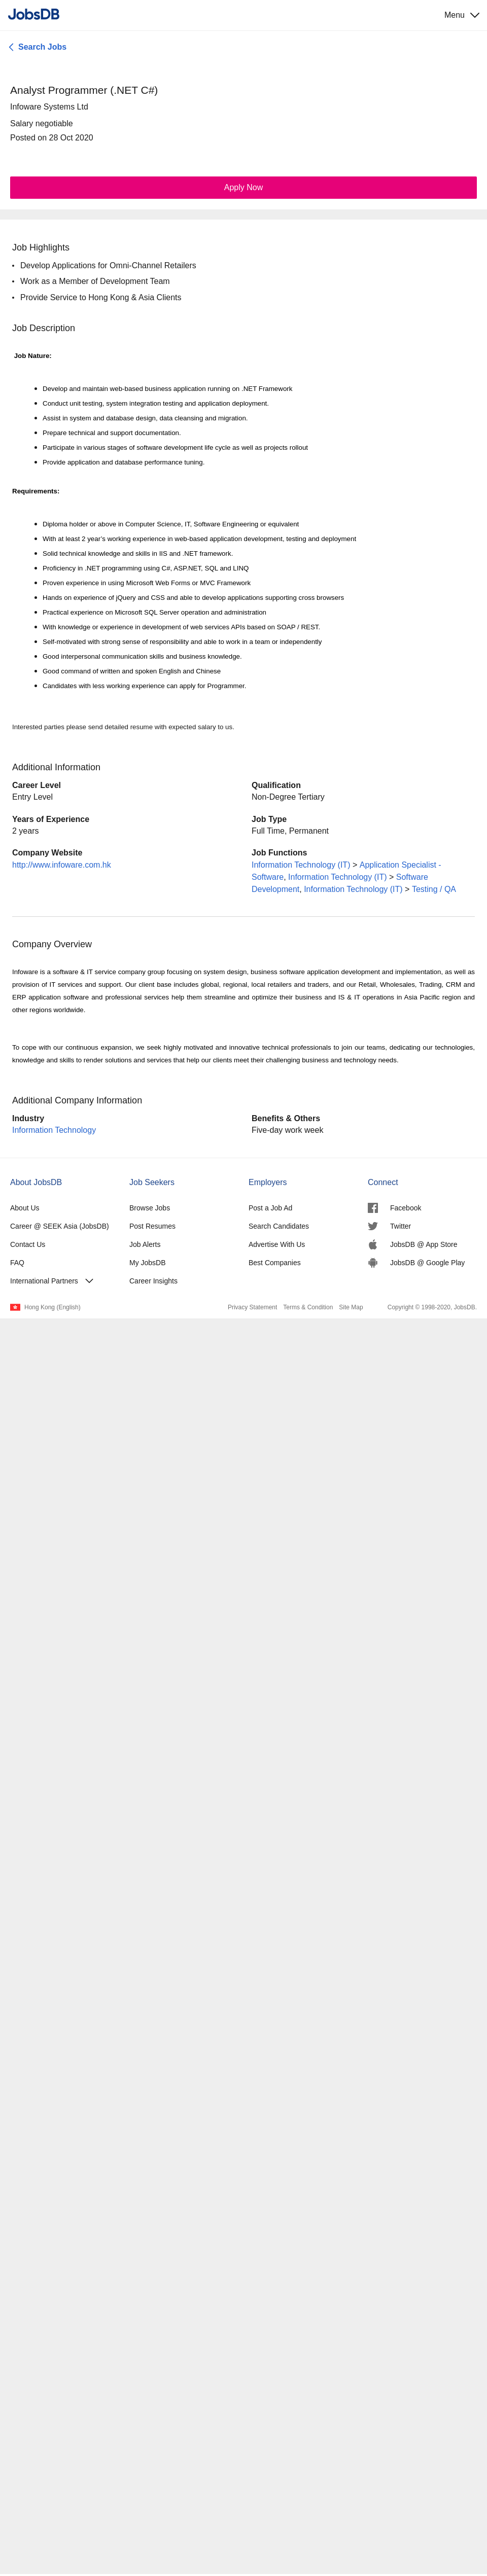 JobsDB
Menu
Search Jobs
Analyst Programmer (.NET C#)
Infoware Systems Ltd
Salary negotiable
Posted on 28 Oct 2020
Apply Now
Job Highlights
• Develop Applications for Omni-Channel Retailers
• Work as a Member of Development Team
• Provide Service to Hong Kong & Asia Clients
Job Description
Job Nature:
• Develop and maintain web-based business application running on .NET Framework
• Conduct unit testing, system integration testing and application deployment.
• Assist in system and database design, data cleansing and migration.
• Prepare technical and support documentation.
• Participate in various stages of software development life cycle as well as projects rollout
• Provide application and database performance tuning.
Requirements:
• Diploma holder or above in Computer Science, IT, Software Engineering or equivalent
• With at least 2 year's working experience in web-based application development, testing and deployment
• Solid technical knowledge and skills in IIS and .NET framework.
• Proficiency in .NET programming using C#, ASP.NET, SQL and LINQ
• Proven experience in using Microsoft Web Forms or MVC Framework
• Hands on experience of jQuery and CSS and able to develop applications supporting cross browsers
• Practical experience on Microsoft SQL Server operation and administration
• With knowledge or experience in development of web services APIs based on SOAP / REST.
• Self-motivated with strong sense of responsibility and able to work in a team or independently
• Good interpersonal communication skills and business knowledge.
• Good command of written and spoken English and Chinese
• Candidates with less working experience can apply for Programmer.
Interested parties please send detailed resume with expected salary to us.
Additional Information
Career Level
Entry Level
Qualification
Non-Degree Tertiary
Years of Experience
2 years
Job Type
Full Time, Permanent
Company Website
http://www.infoware.com.hk
Job Functions
Information Technology (IT) > Application Specialist -
Software, Information Technology (IT) > Software
Development, Information Technology (IT) > Testing / QA
Company Overview
Infoware is a software & IT service company group focusing on system design, business software application development and implementation, as well as
provision of IT services and support. Our client base includes global, regional, local retailers and traders, and our Retail, Wholesales, Trading, CRM and
ERP application software and professional services help them streamline and optimize their business and IS & IT operations in Asia Pacific region and
other regions worldwide.
To cope with our continuous expansion, we seek highly motivated and innovative technical professionals to join our teams, dedicating our technologies,
knowledge and skills to render solutions and services that help our clients meet their challenging business and technology needs.
Additional Company Information
Industry
Information Technology
Benefits & Others
Five-day work week
About JobsDB
About Us
Career @ SEEK Asia (JobsDB)
Contact Us
FAQ
International Partners
Job Seekers
Browse Jobs
Post Resumes
Job Alerts
My JobsDB
Career Insights
Employers
Post a Job Ad
Search Candidates
Advertise With Us
Best Companies
Connect
Facebook
Twitter
JobsDB @ App Store
JobsDB @ Google Play
Hong Kong (English)
Privacy Statement Terms & Condition Site Map
Copyright © 1998-2020, JobsDB.